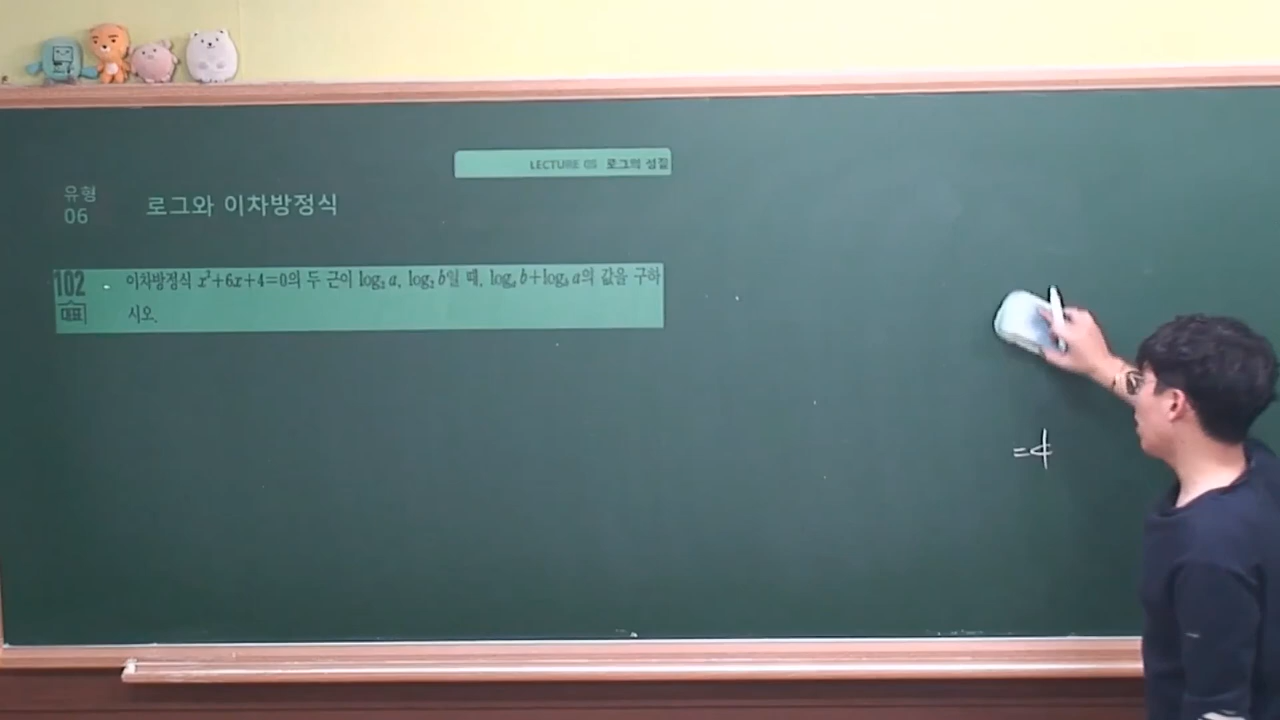 LECTURE 05 로그의 성질
유형
06
로그와 이차방정식
102
대표
이차방정식 x²+6x+4=0의 두 근이 log₂ a, log₂ b일 때, logₐ b+log_b a의 값을 구하
시오.
=4